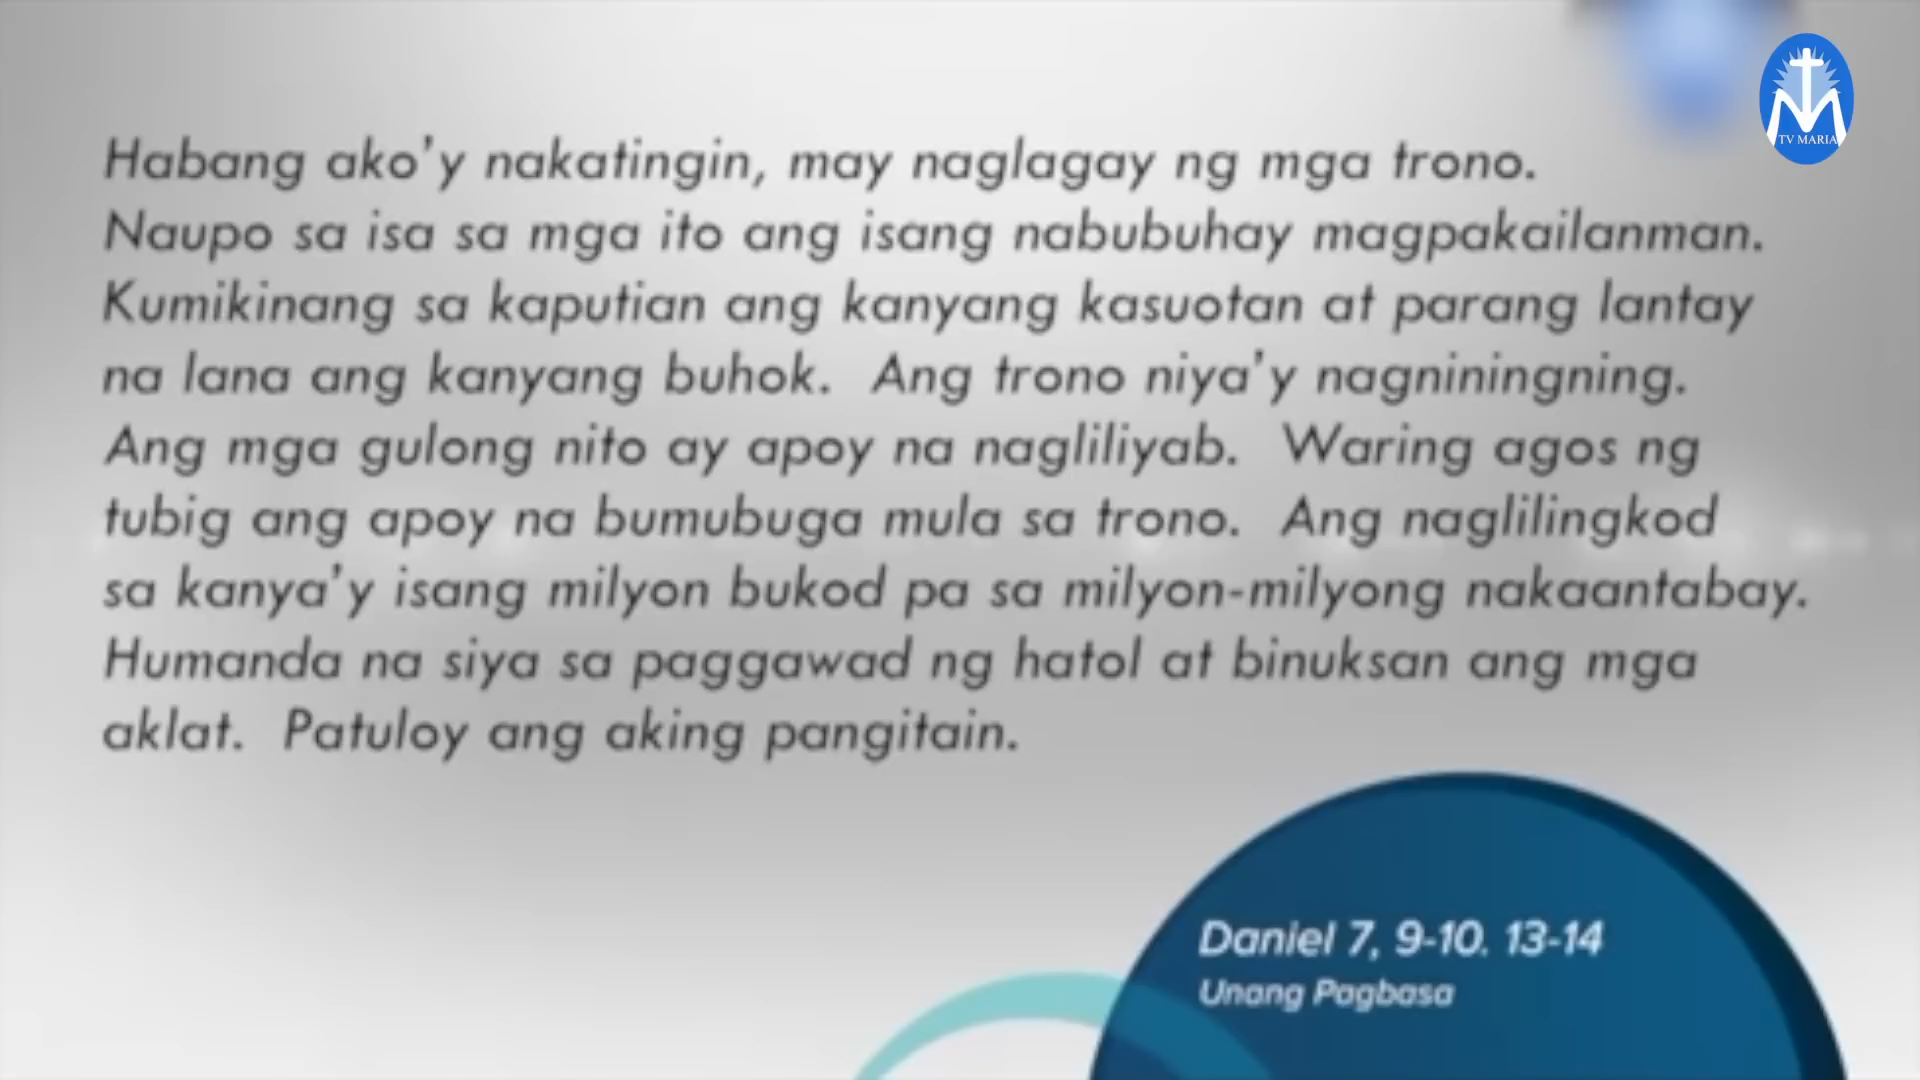 TV MARIA
Habang ako'y nakatingin, may naglagay ng mga trono.
Naupo sa isa sa mga ito ang isang nabubuhay magpakailanman.
Kumikinang sa kaputian ang kanyang kasuotan at parang lantay
na lana ang kanyang buhok.  Ang trono niya'y nagniningning.
Ang mga gulong nito ay apoy na nagliliyab.  Waring agos ng
tubig ang apoy na bumubuga mula sa trono.  Ang naglilingkod
sa kanya'y isang milyon bukod pa sa milyon-milyong nakaantabay.
Humanda na siya sa paggawad ng hatol at binuksan ang mga
aklat.  Patuloy ang aking pangitain.
Daniel 7, 9-10. 13-14
Unang Pagbasa